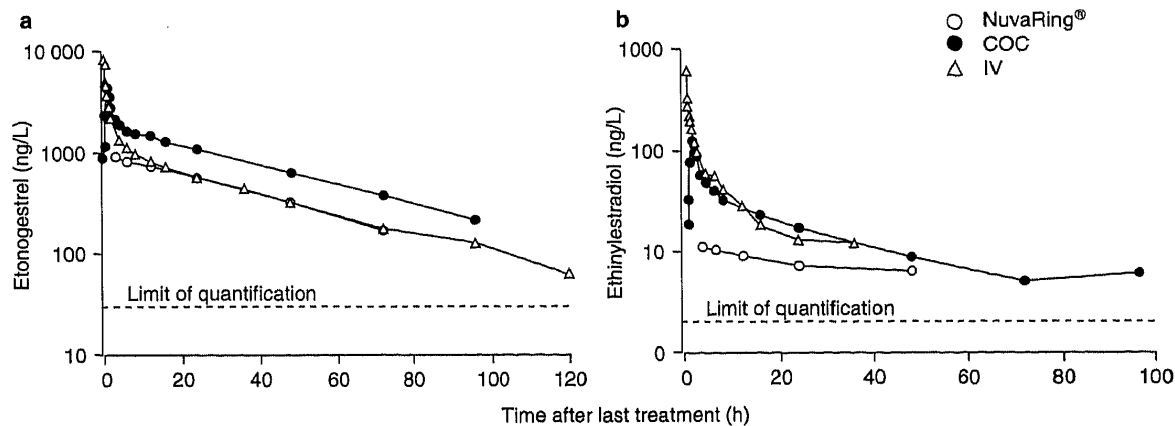 a
Etonogestrel (ng/L)
10 000
1000
100
10
Limit of quantification
0 20 40 60 80 100 120
b
NuvaRing®
COC
IV
Ethinylestradiol (ng/L)
1000
100
10
0
Limit of quantification
0 20 40 60 80 100
Time after last treatment (h)